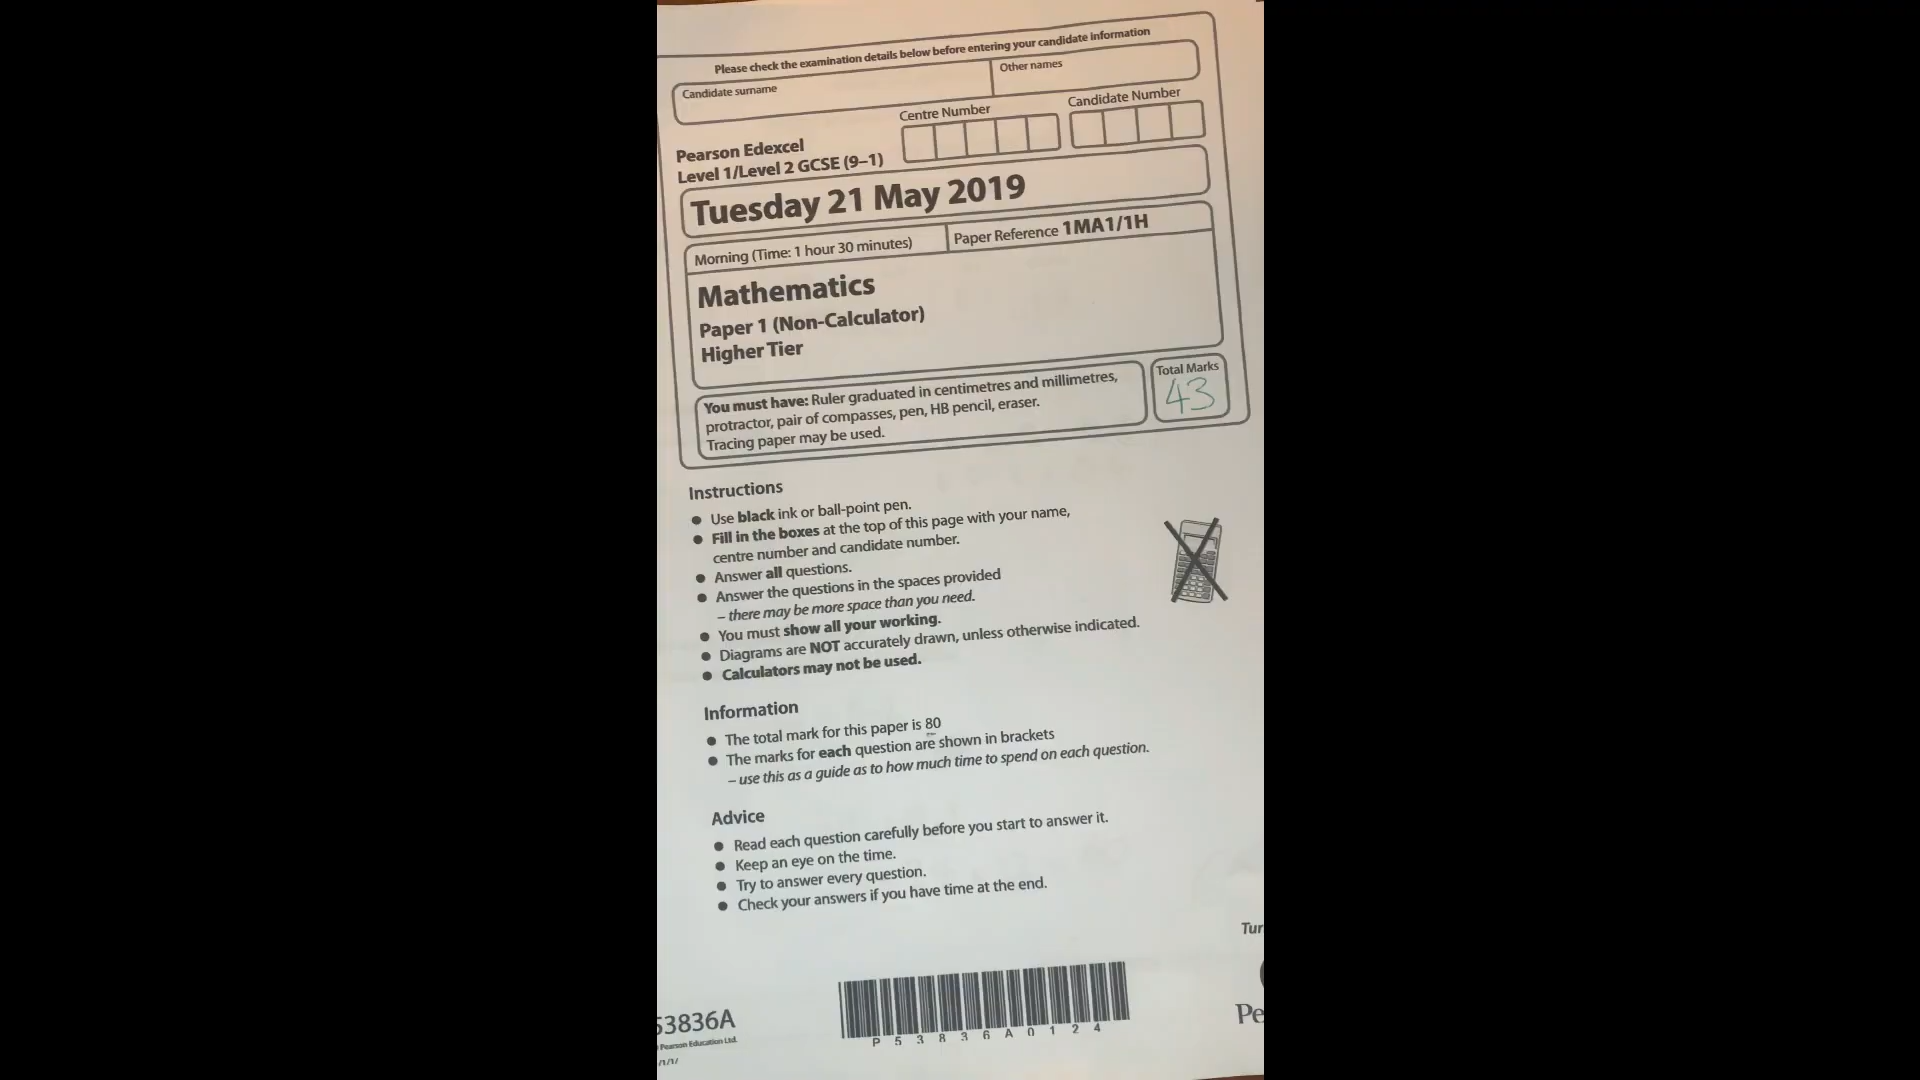 Please check the examination details below before entering your candidate information
Candidate surname
Other names
Centre Number
Candidate Number
Pearson Edexcel
Level 1/Level 2 GCSE (9–1)
Tuesday 21 May 2019
Morning (Time: 1 hour 30 minutes)
Paper Reference 1MA1/1H
Mathematics
Paper 1 (Non-Calculator)
Higher Tier
You must have: Ruler graduated in centimetres and millimetres,
protractor, pair of compasses, pen, HB pencil, eraser.
Tracing paper may be used.
Total Marks
43
Instructions
● Use black ink or ball-point pen.
● Fill in the boxes at the top of this page with your name,
centre number and candidate number.
● Answer all questions.
● Answer the questions in the spaces provided
– there may be more space than you need.
● You must show all your working.
● Diagrams are NOT accurately drawn, unless otherwise indicated.
● Calculators may not be used.
Information
● The total mark for this paper is 80
● The marks for each question are shown in brackets
– use this as a guide as to how much time to spend on each question.
Advice
● Read each question carefully before you start to answer it.
● Keep an eye on the time.
● Try to answer every question.
● Check your answers if you have time at the end.
Tur
53836A
Pearson Education Ltd.
P 5 3 8 3 6 A 0 1 2 4
Pe